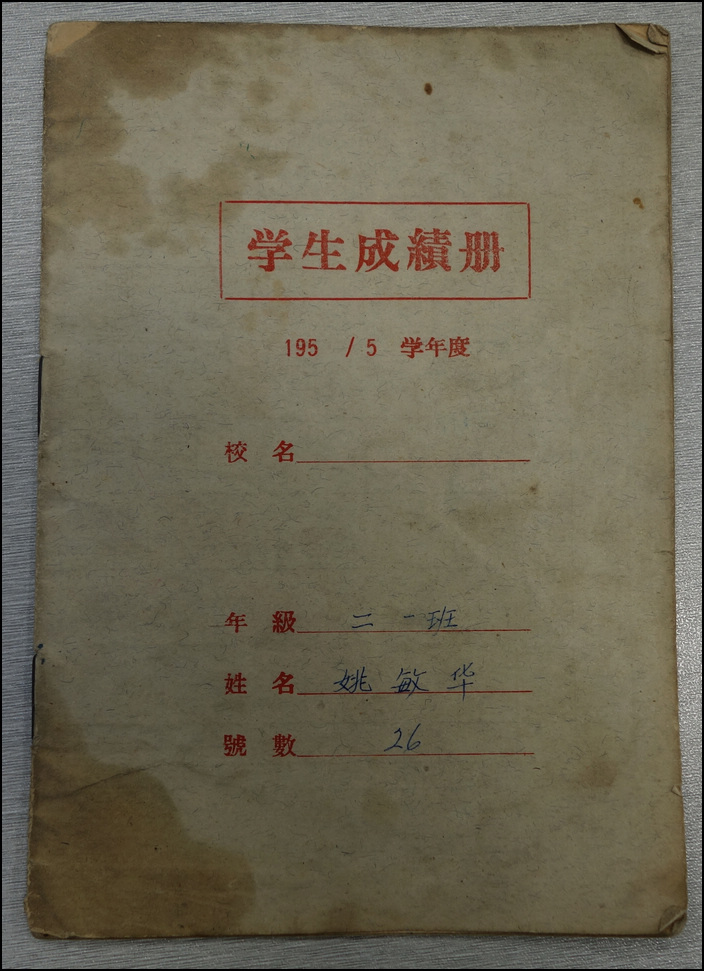 学生成績册
195 / 5 学年度
校名
年級 二 一班
姓名 姚敏华
號數 26